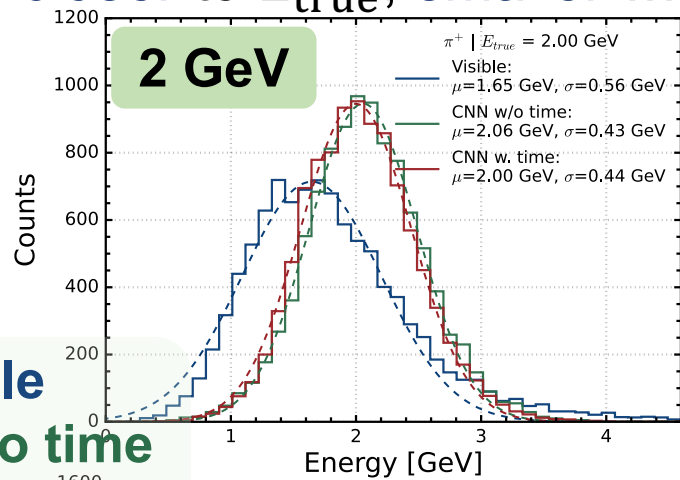 E_true,
2 GeV
π⁺ | E_true = 2.00 GeV
Visible:
μ=1.65 GeV, σ=0.56 GeV
CNN w/o time:
μ=2.06 GeV, σ=0.43 GeV
CNN w. time:
μ=2.00 GeV, σ=0.44 GeV
Counts
1200
1000
800
600
400
200
0
1
2
3
4
Energy [GeV]
le
o time
1600